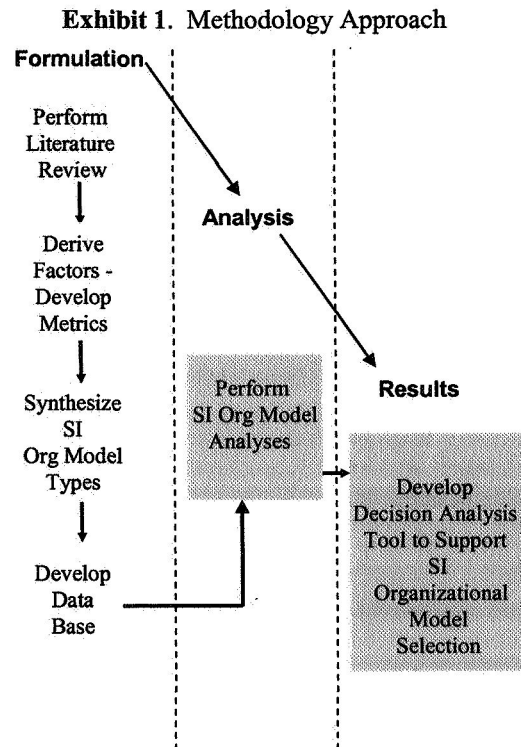 Exhibit 1. Methodology Approach
Formulation
Perform
Literature
Review
Derive
Factors -
Develop
Metrics
Synthesize
SI
Org Model
Types
Develop
Data
Base
Analysis
Perform
SI Org Model
Analyses
Results
Develop
Decision Analysis
Tool to Support
SI
Organizational
Model
Selection